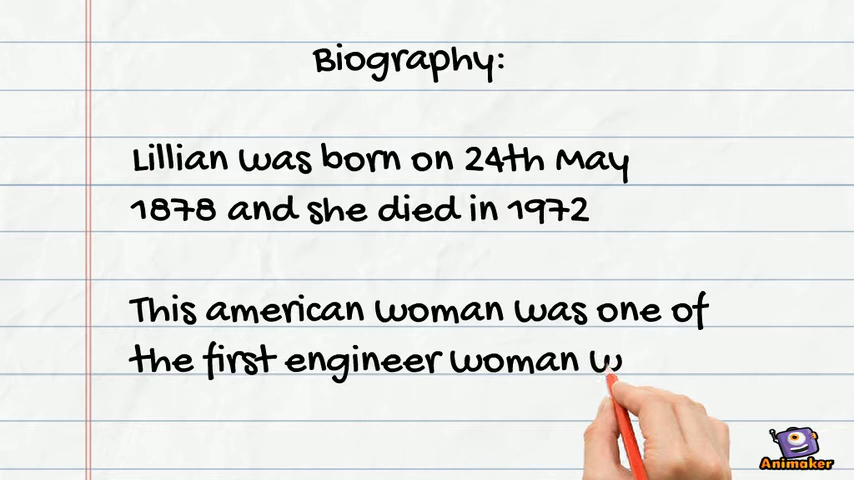 Biography:
Lillian was born on 24th May
1878 and she died in 1972
This american woman was one of
the first engineer woman w
Animaker